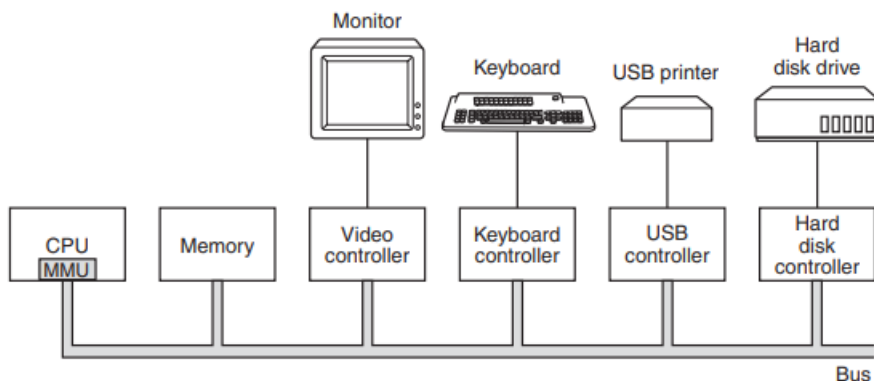 Monitor
Keyboard
USB printer
Hard
disk drive
CPU
MMU
Memory
Video
controller
Keyboard
controller
USB
controller
Hard
disk
controller
Bus